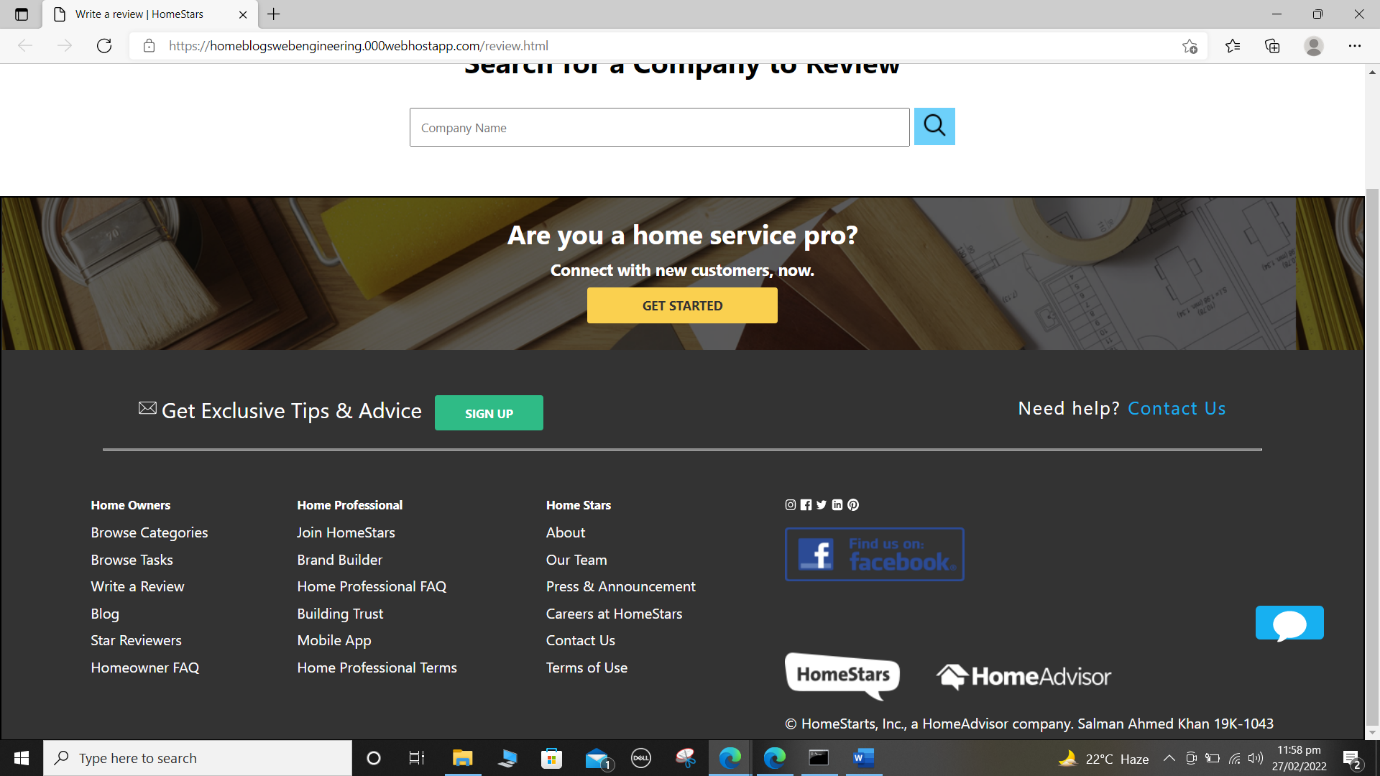 Write a review | HomeStars
https://homeblogswebengineering.000webhostapp.com/review.html
Search for a Company to Review
Company Name
Are you a home service pro?
Connect with new customers, now.
GET STARTED
Get Exclusive Tips & Advice SIGN UP Need help? Contact Us
Home Owners
Browse Categories
Browse Tasks
Write a Review
Blog
Star Reviewers
Homeowner FAQ
Home Professional
Join HomeStars
Brand Builder
Home Professional FAQ
Building Trust
Mobile App
Home Professional Terms
Home Stars
About
Our Team
Press & Announcement
Careers at HomeStars
Contact Us
Terms of Use
Find us on:
facebook.
HomeStars
HomeAdvisor
© HomeStarts, Inc., a HomeAdvisor company. Salman Ahmed Khan 19K-1043
Type here to search
1
DELL
22°C Haze
11:58 pm
27/02/2022
2